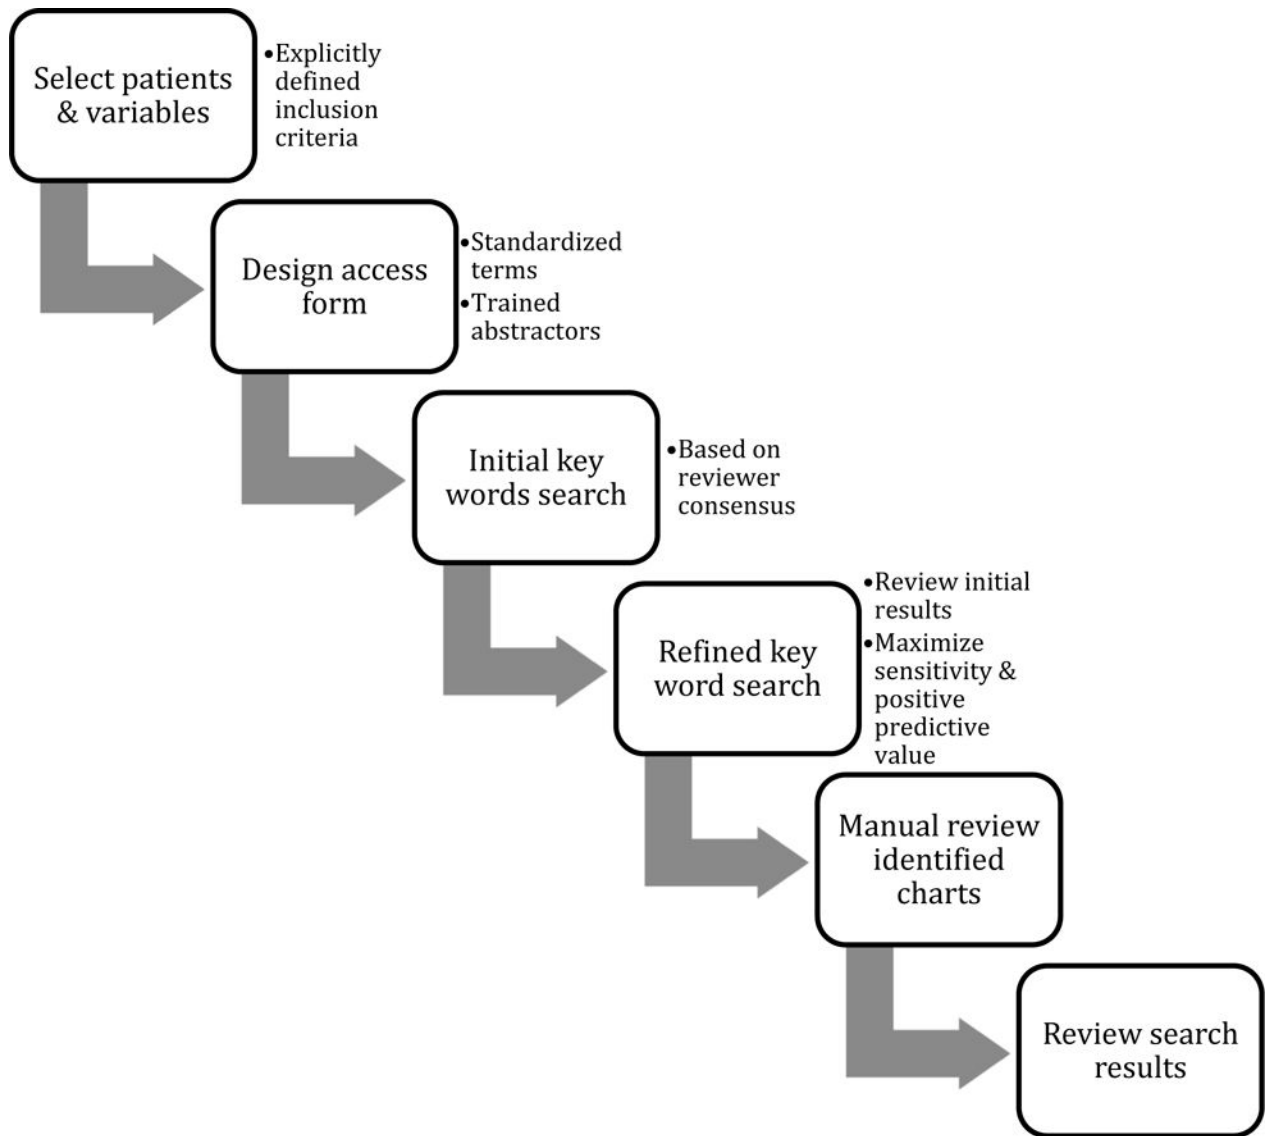 Select patients
& variables
•Explicitly
defined
inclusion
criteria
Design access
form
•Standardized
terms
•Trained
abstractors
Initial key
words search
•Based on
reviewer
consensus
Refined key
word search
•Review initial
results
•Maximize
sensitivity &
positive
predictive
value
Manual review
identified
charts
Review search
results